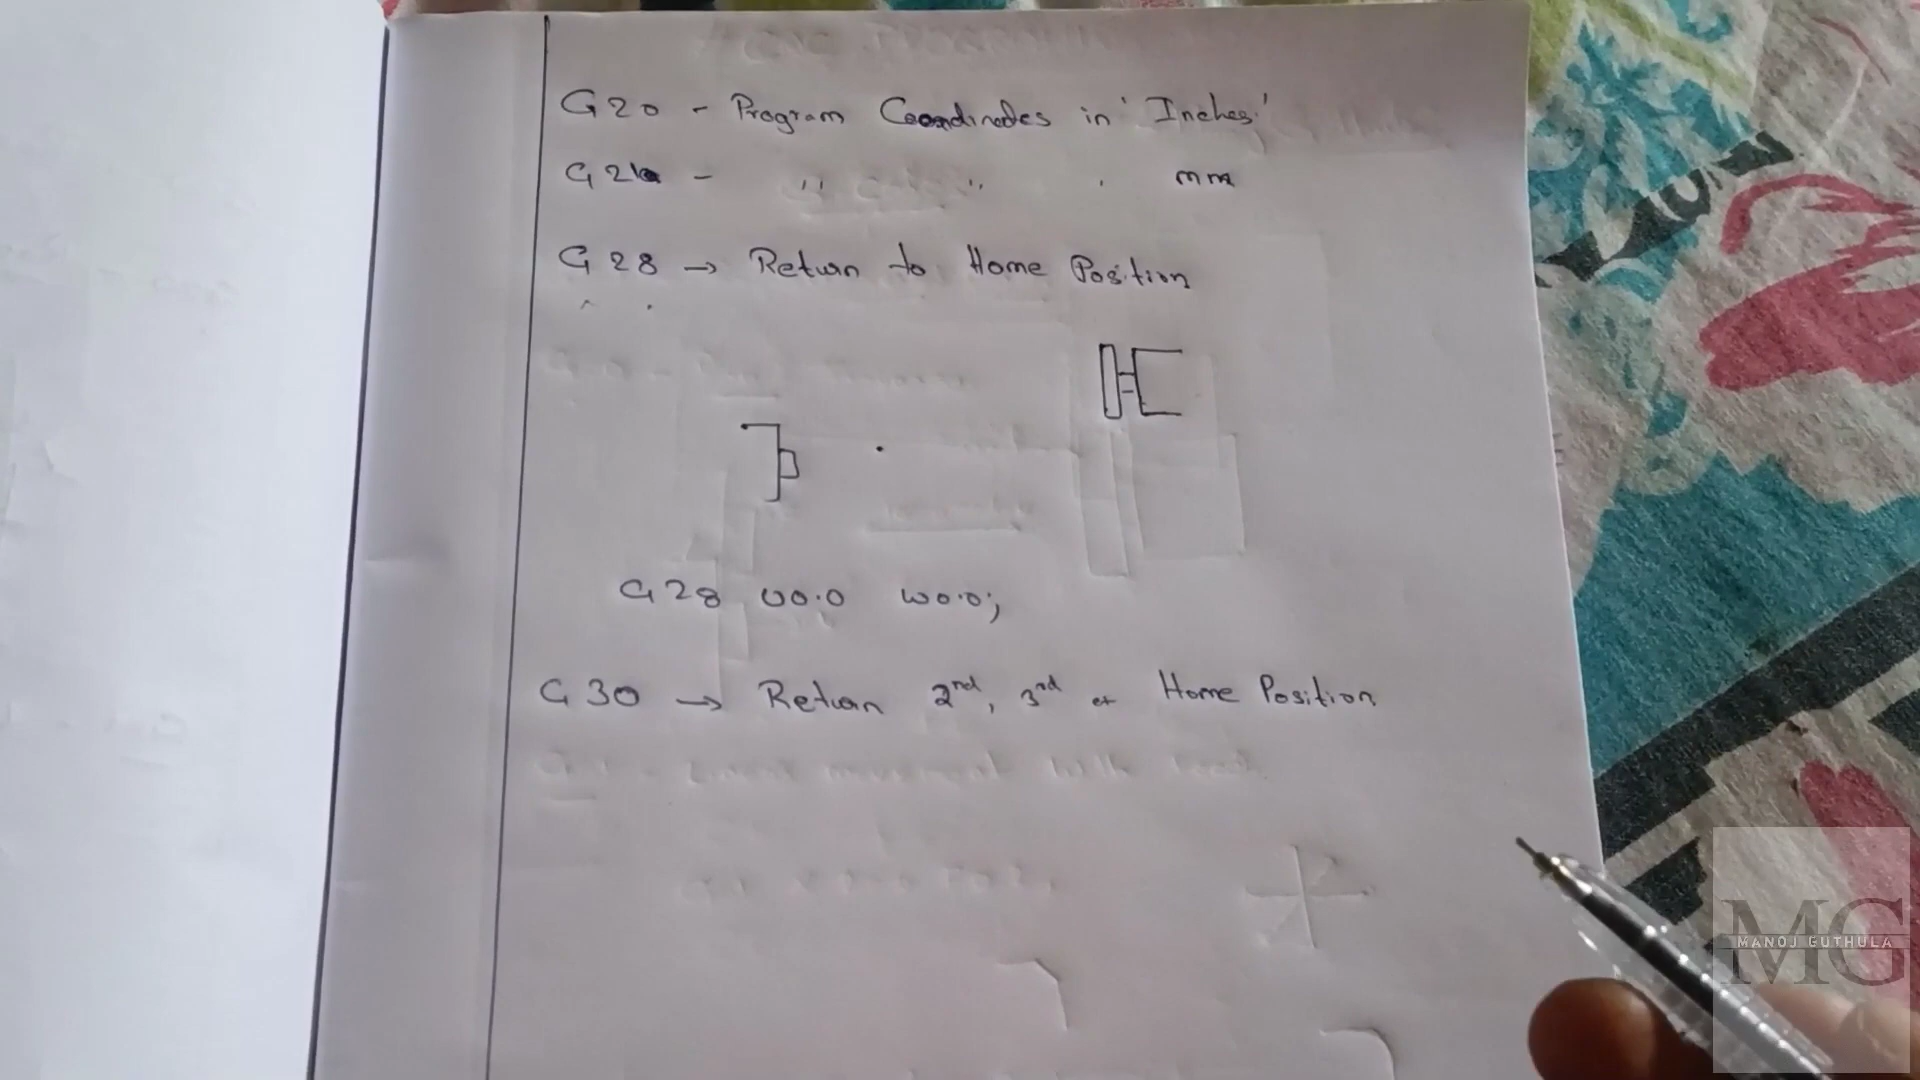 G20 - Program Coordinates in 'Inches'
G21 - " " mm
G28 → Return to Home Position
G28 U0.0 W0.0;
G30 → Return 2nd, 3rd Home Position
MG
MANOJ GUTHULA